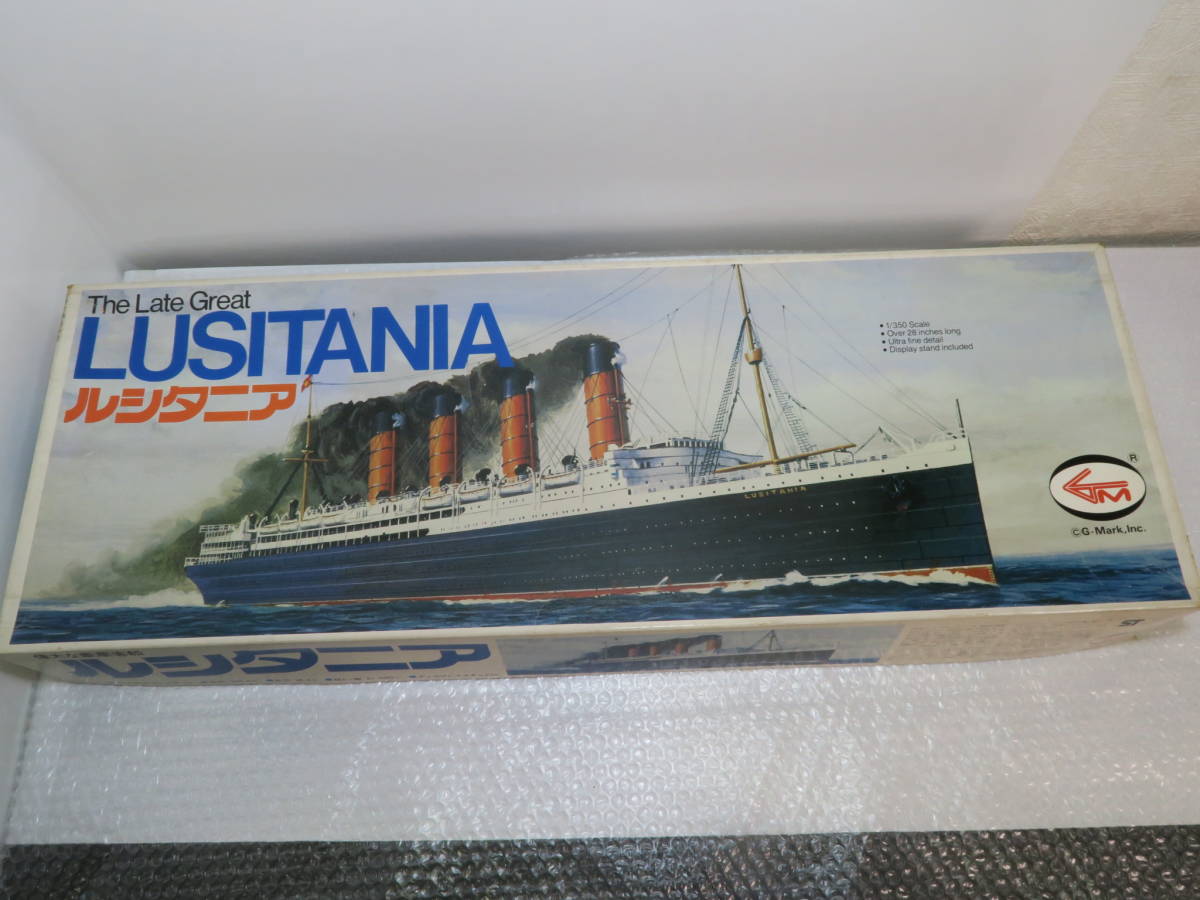 The Late Great
LUSITANIA
ルシタニア
• 1/350 Scale
• Over 26 inches long
• Ultra fine detail
• Display stand included
LUSITANIA
GM
®
©G-Mark, Inc.
ルシタニア